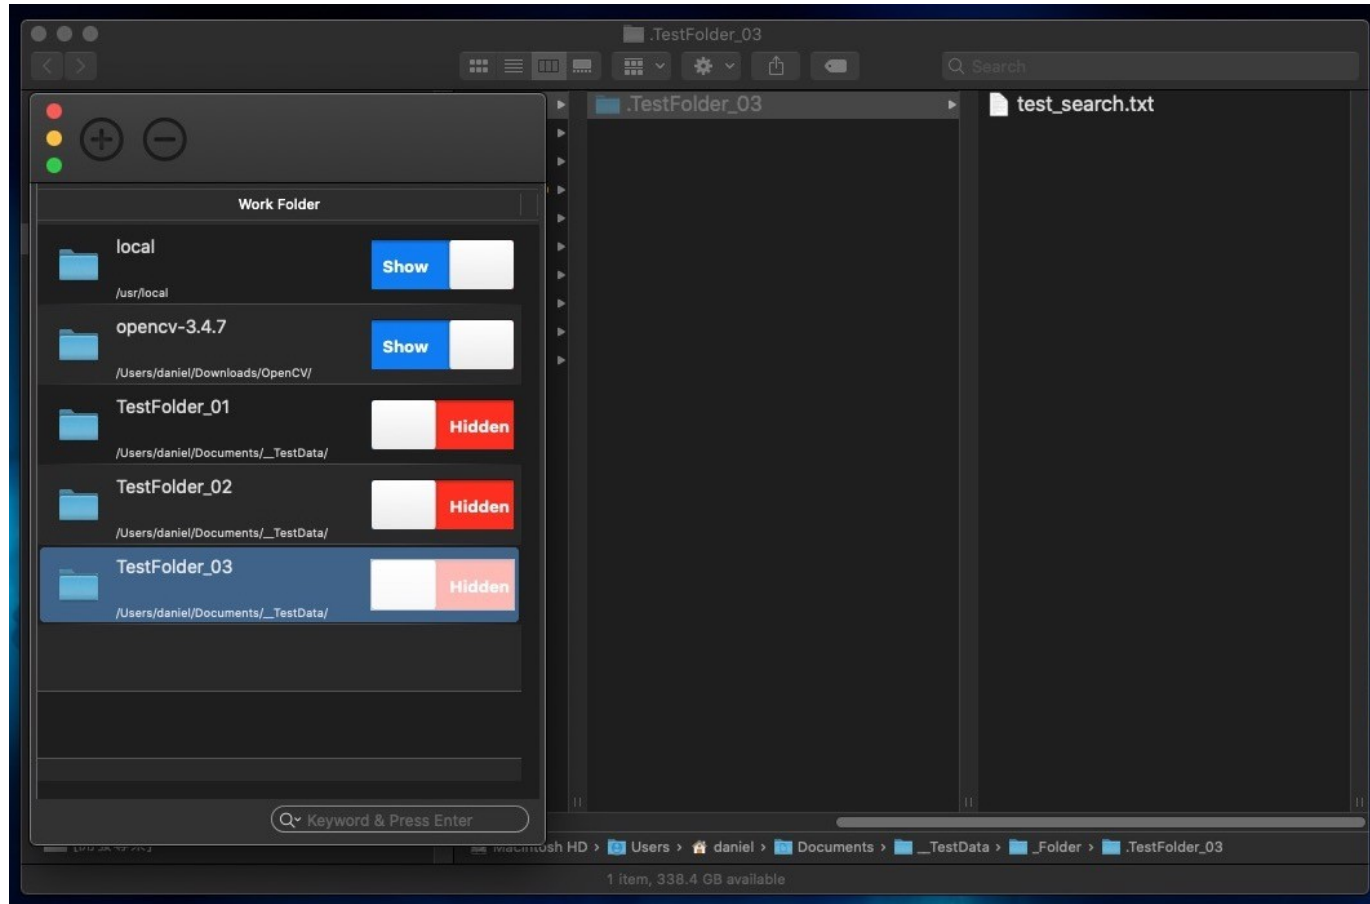 .TestFolder_03
Search
.TestFolder_03
test_search.txt
Work Folder
local
Show
/usr/local
opencv-3.4.7
Show
/Users/daniel/Downloads/OpenCV/
TestFolder_01
Hidden
/Users/daniel/Documents/__TestData/
TestFolder_02
Hidden
/Users/daniel/Documents/__TestData/
TestFolder_03
Hidden
/Users/daniel/Documents/__TestData/
Keyword & Press Enter
Macintosh HD › Users › daniel › Documents › __TestData › _Folder › .TestFolder_03
1 item, 338.4 GB available